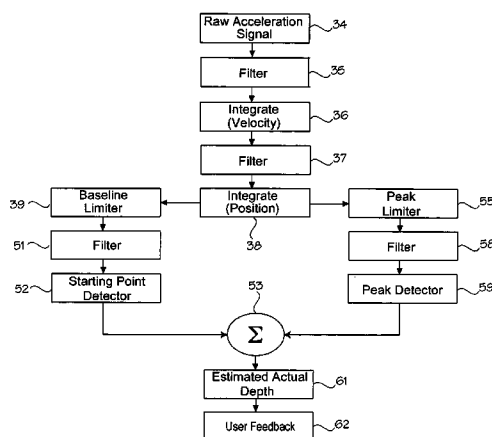 Raw Acceleration
Signal
34
Filter
35
Integrate
(Velocity)
36
Filter
37
Baseline
Limiter
39
Integrate
(Position)
38
Peak
Limiter
55
Filter
51
Filter
58
Starting Point
Detector
52
Peak Detector
59
53
Σ
Estimated Actual
Depth
61
User Feedback
62